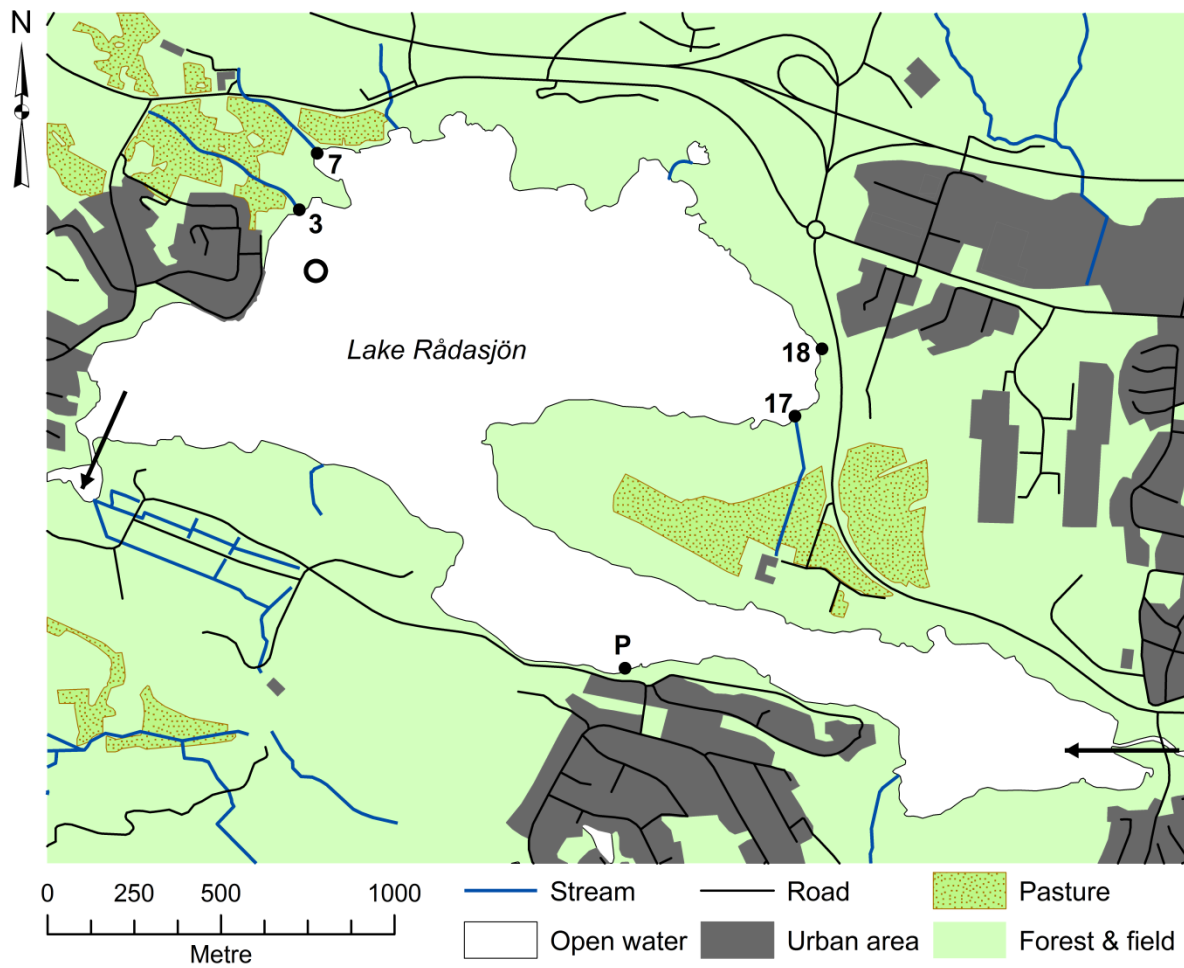 N
7
3
Lake Rådasjön
18
17
P
0 250 500 1000
Metre
Stream
Road
Pasture
Open water
Urban area
Forest & field